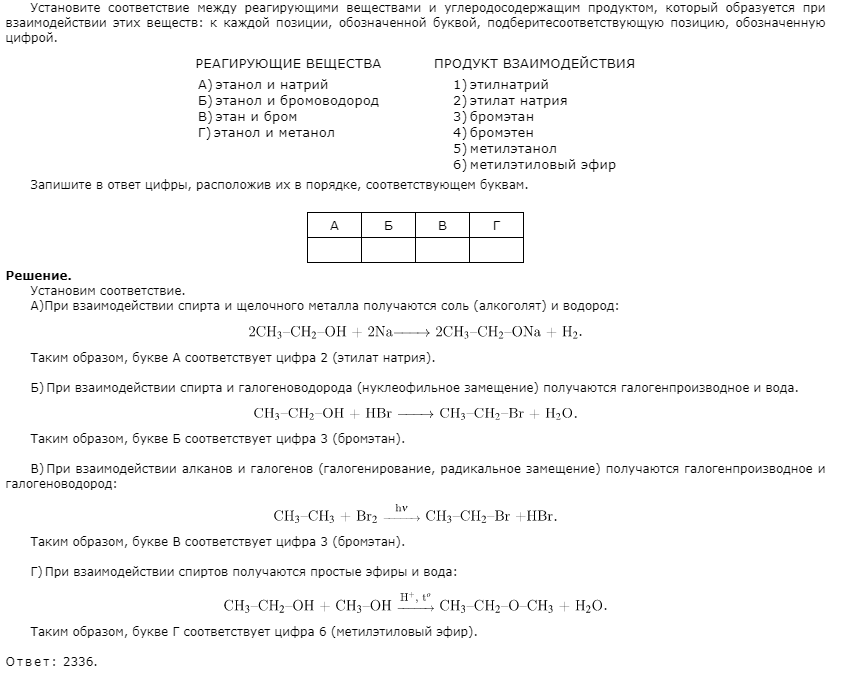 Установите соответствие между реагирующими веществами и углеродосодержащим продуктом, который образуется при
взаимодействии этих веществ: к каждой позиции, обозначенной буквой, подберитесоответствующую позицию, обозначенную
цифрой.
РЕАГИРУЮЩИЕ ВЕЩЕСТВА ПРОДУКТ ВЗАИМОДЕЙСТВИЯ
А) этанол и натрий 1) этилнатрий
Б) этанол и бромоводород 2) этилат натрия
В) этан и бром 3) бромэтан
Г) этанол и метанол 4) бромэтен
5) метилэтанол
6) метилэтиловый эфир
Запишите в ответ цифры, расположив их в порядке, соответствующем буквам.
А Б В Г
Решение.
Установим соответствие.
А)При взаимодействии спирта и щелочного металла получаются соль (алкоголят) и водород:
2CH₃–CH₂–OH + 2Na⟶ 2CH₃–CH₂–ONa + H₂.
Таким образом, букве А соответствует цифра 2 (этилат натрия).
Б) При взаимодействии спирта и галогеноводорода (нуклеофильное замещение) получаются галогенпроизводное и вода.
CH₃–CH₂–OH + HBr ⟶ CH₃–CH₂–Br + H₂O.
Таким образом, букве Б соответствует цифра 3 (бромэтан).
В) При взаимодействии алканов и галогенов (галогенирование, радикальное замещение) получаются галогенпроизводное и
галогеноводород:
hν
CH₃–CH₃ + Br₂ ⟶ CH₃–CH₂–Br +HBr.
Таким образом, букве В соответствует цифра 3 (бромэтан).
Г) При взаимодействии спиртов получаются простые эфиры и вода:
H⁺, tº
CH₃–CH₂–OH + CH₃–OH ⟶ CH₃–CH₂–O–CH₃ + H₂O.
Таким образом, букве Г соответствует цифра 6 (метилэтиловый эфир).
Ответ: 2336.